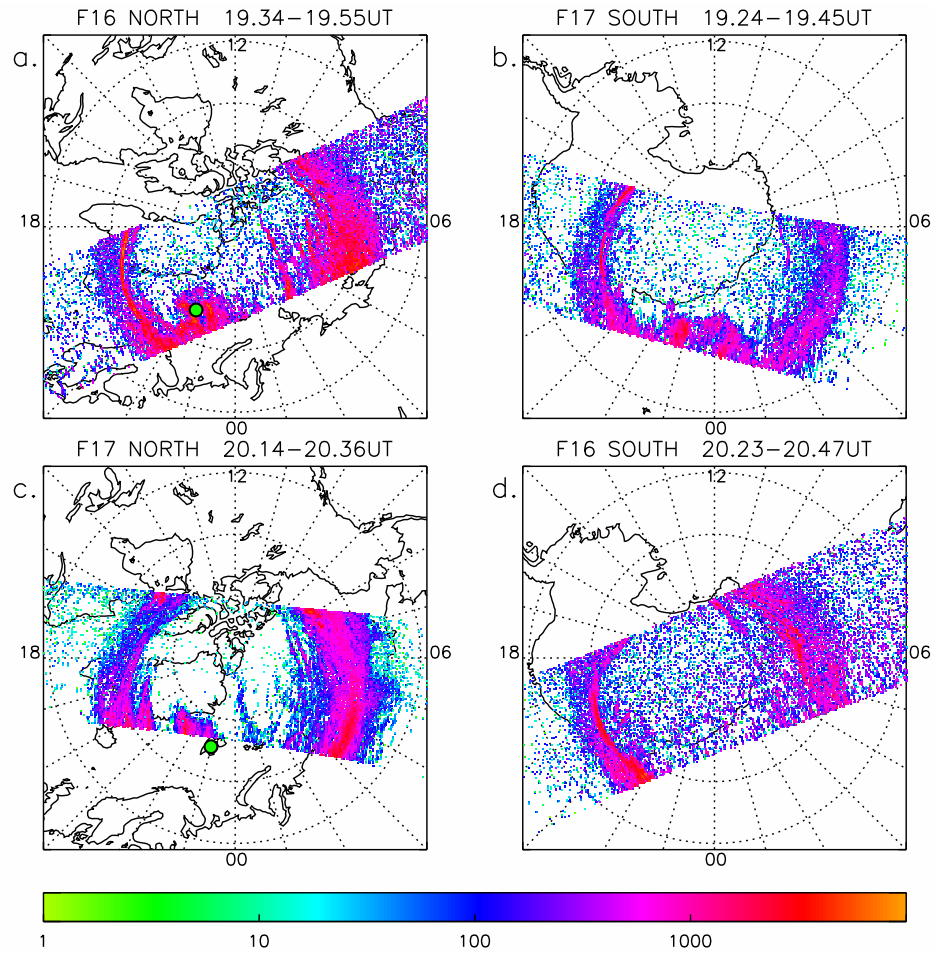 F16 NORTH 19.34−19.55UT
F17 SOUTH 19.24−19.45UT
a.
12
b.
12
18
06
18
06
00
00
F17 NORTH 20.14−20.36UT
F16 SOUTH 20.23−20.47UT
c.
12
d.
12
18
06
18
06
00
00
1 10 100 1000